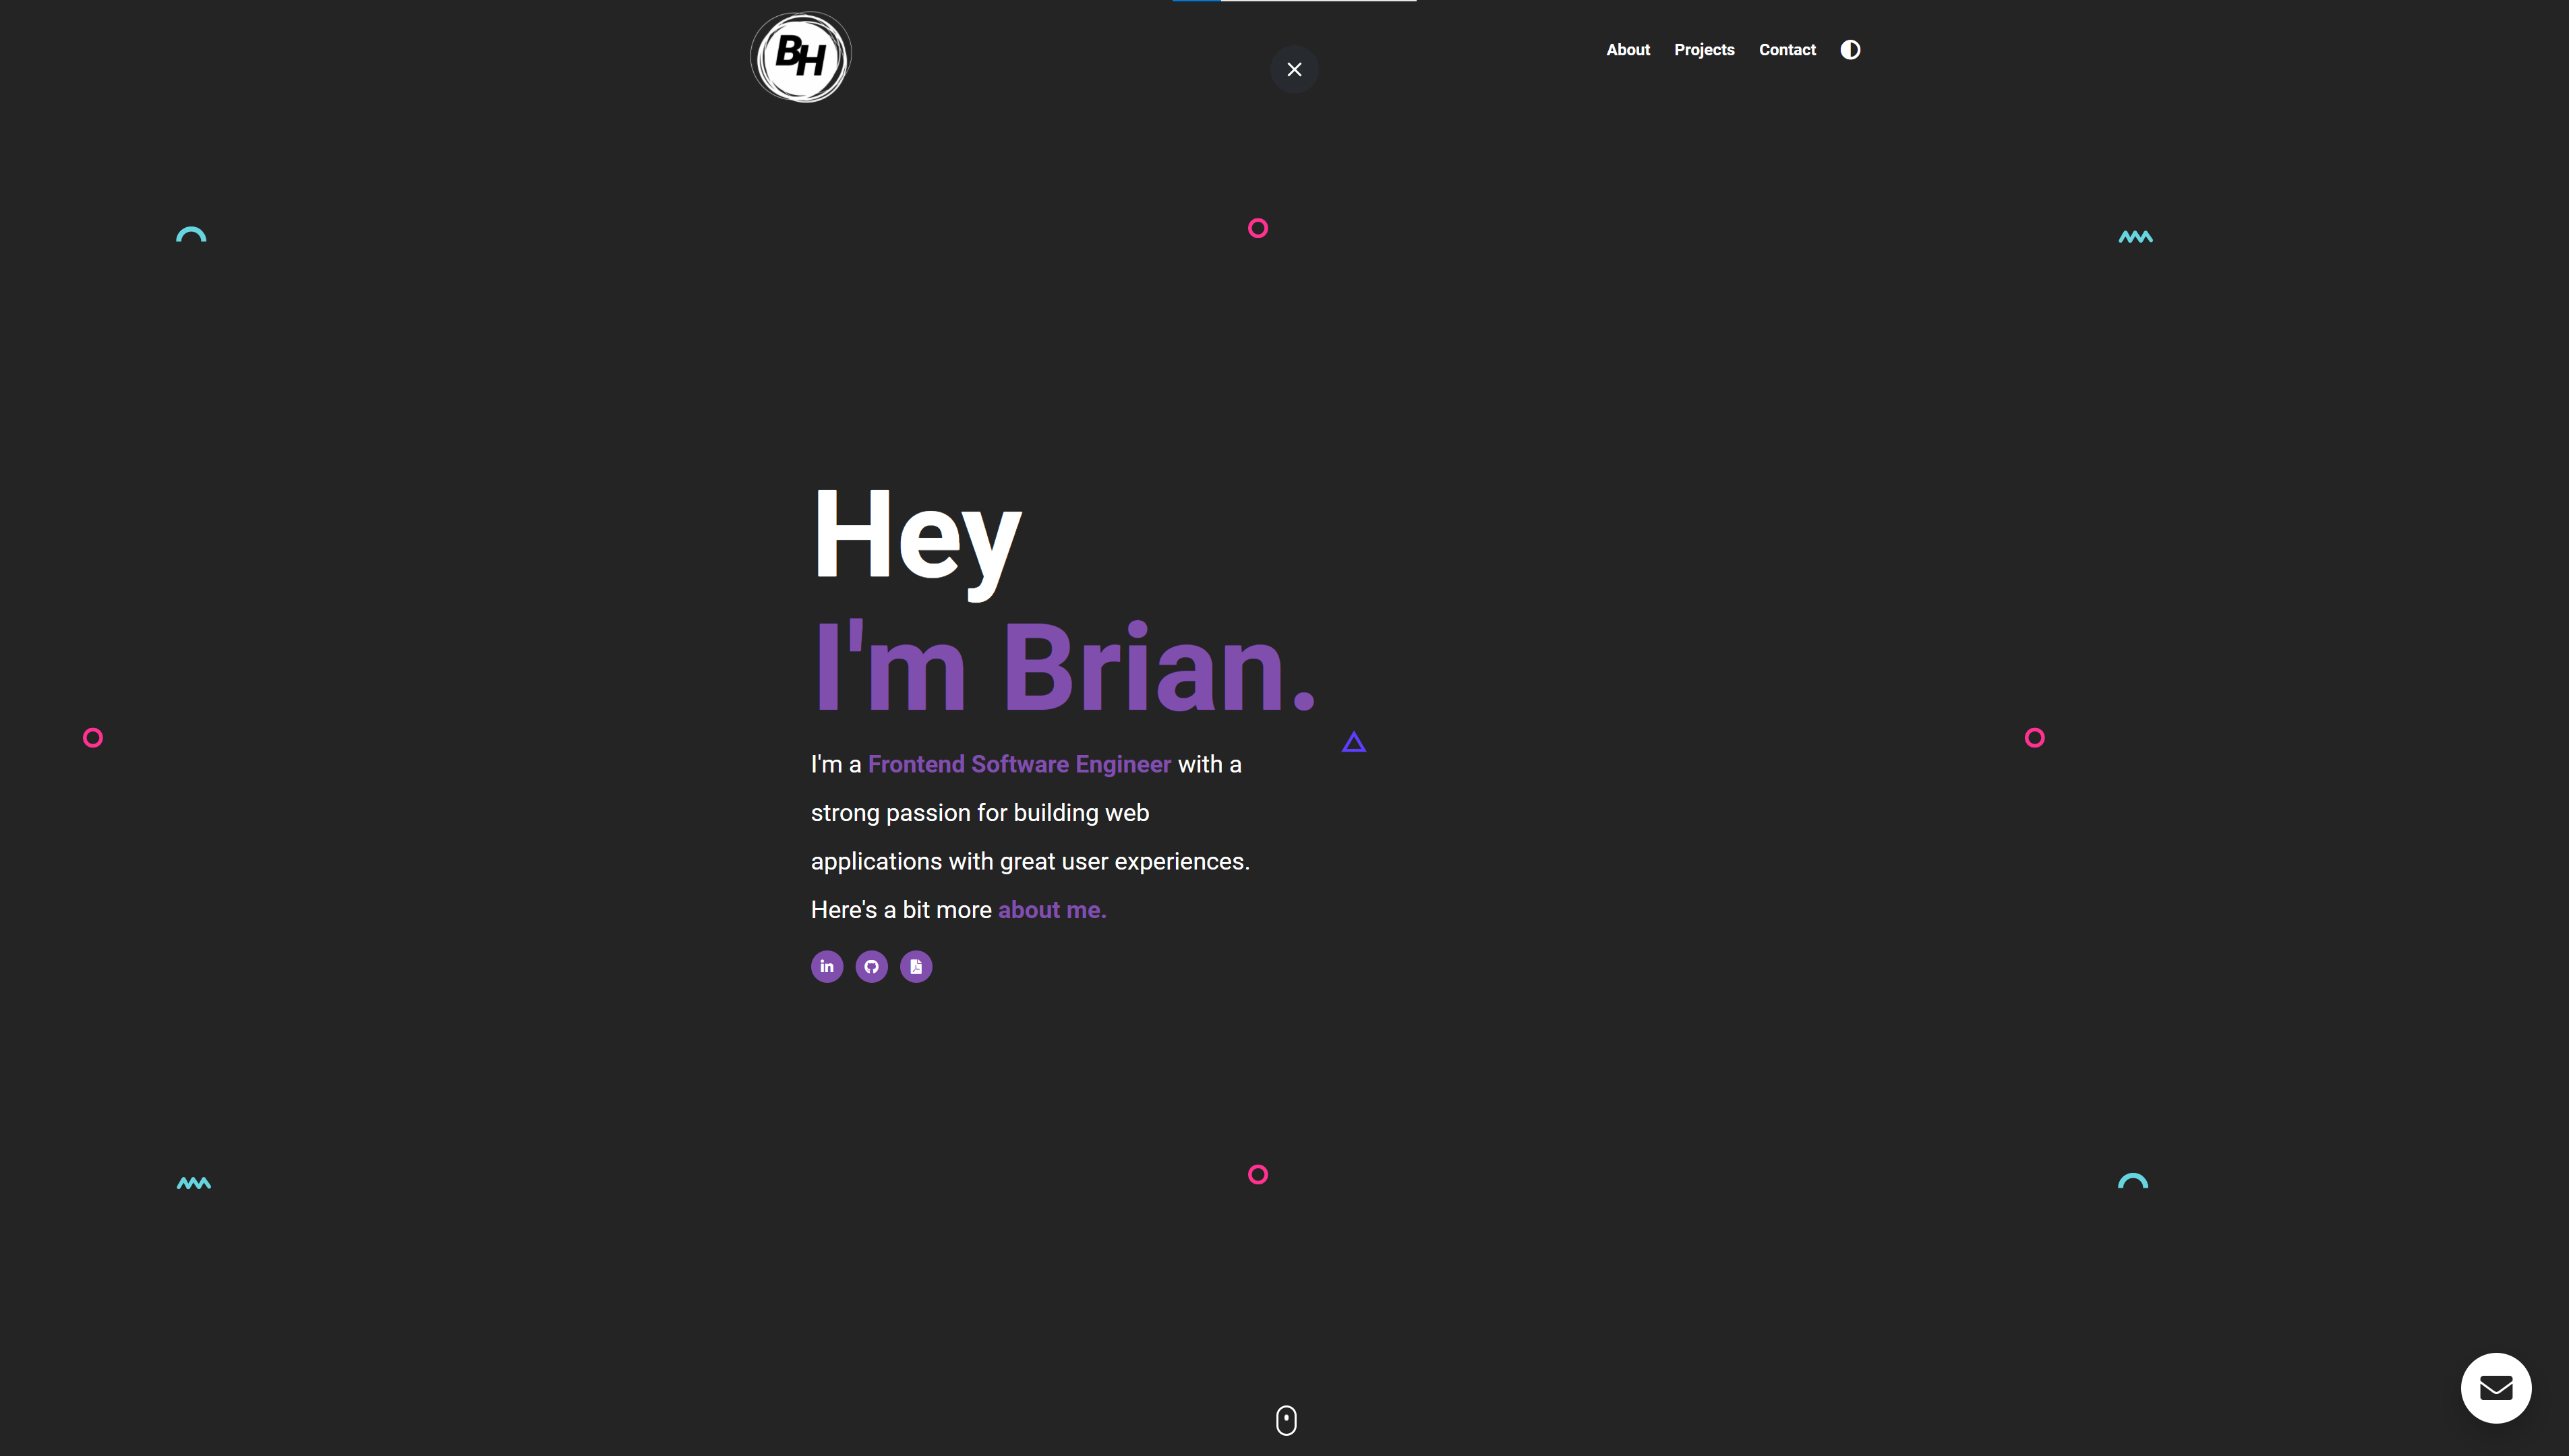 BH
About Projects Contact
Hey
I'm Brian.
I'm a Frontend Software Engineer with a
strong passion for building web
applications with great user experiences.
Here's a bit more about me.
in